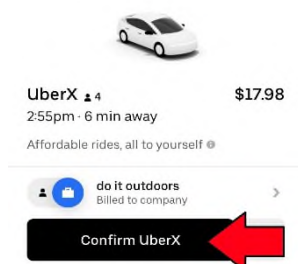 UberX 4 $17.98
2:55pm · 6 min away
Affordable rides, all to yourself
do it outdoors
Billed to company
Confirm UberX